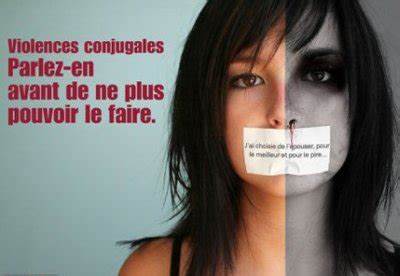 Violences conjugales
Parlez-en
avant de ne plus
pouvoir le faire.
J'ai choisie de l'épouser, pour
le meilleur et pour le pire...